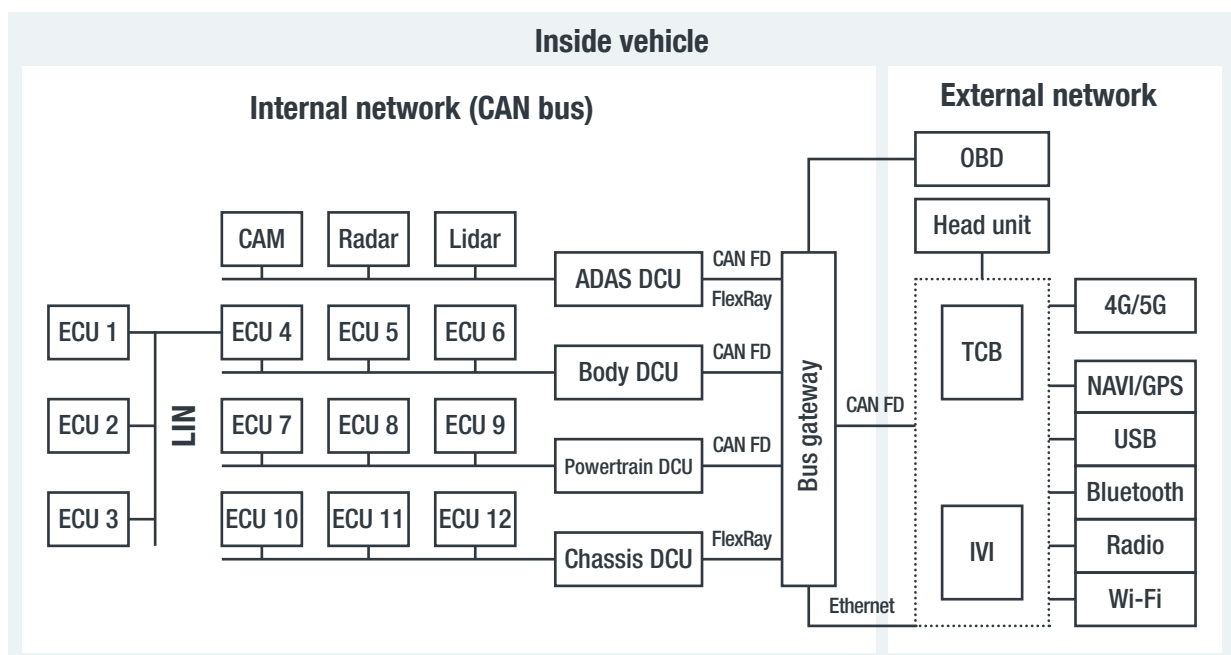 Inside vehicle
Internal network (CAN bus)
External network
OBD
Head unit
CAM
Radar
Lidar
ADAS DCU
CAN FD
FlexRay
ECU 1
ECU 2
ECU 3
LIN
ECU 4
ECU 5
ECU 6
Body DCU
CAN FD
ECU 7
ECU 8
ECU 9
Powertrain DCU
CAN FD
ECU 10
ECU 11
ECU 12
Chassis DCU
FlexRay
Bus gateway
CAN FD
Ethernet
TCB
IVI
4G/5G
NAVI/GPS
USB
Bluetooth
Radio
Wi-Fi